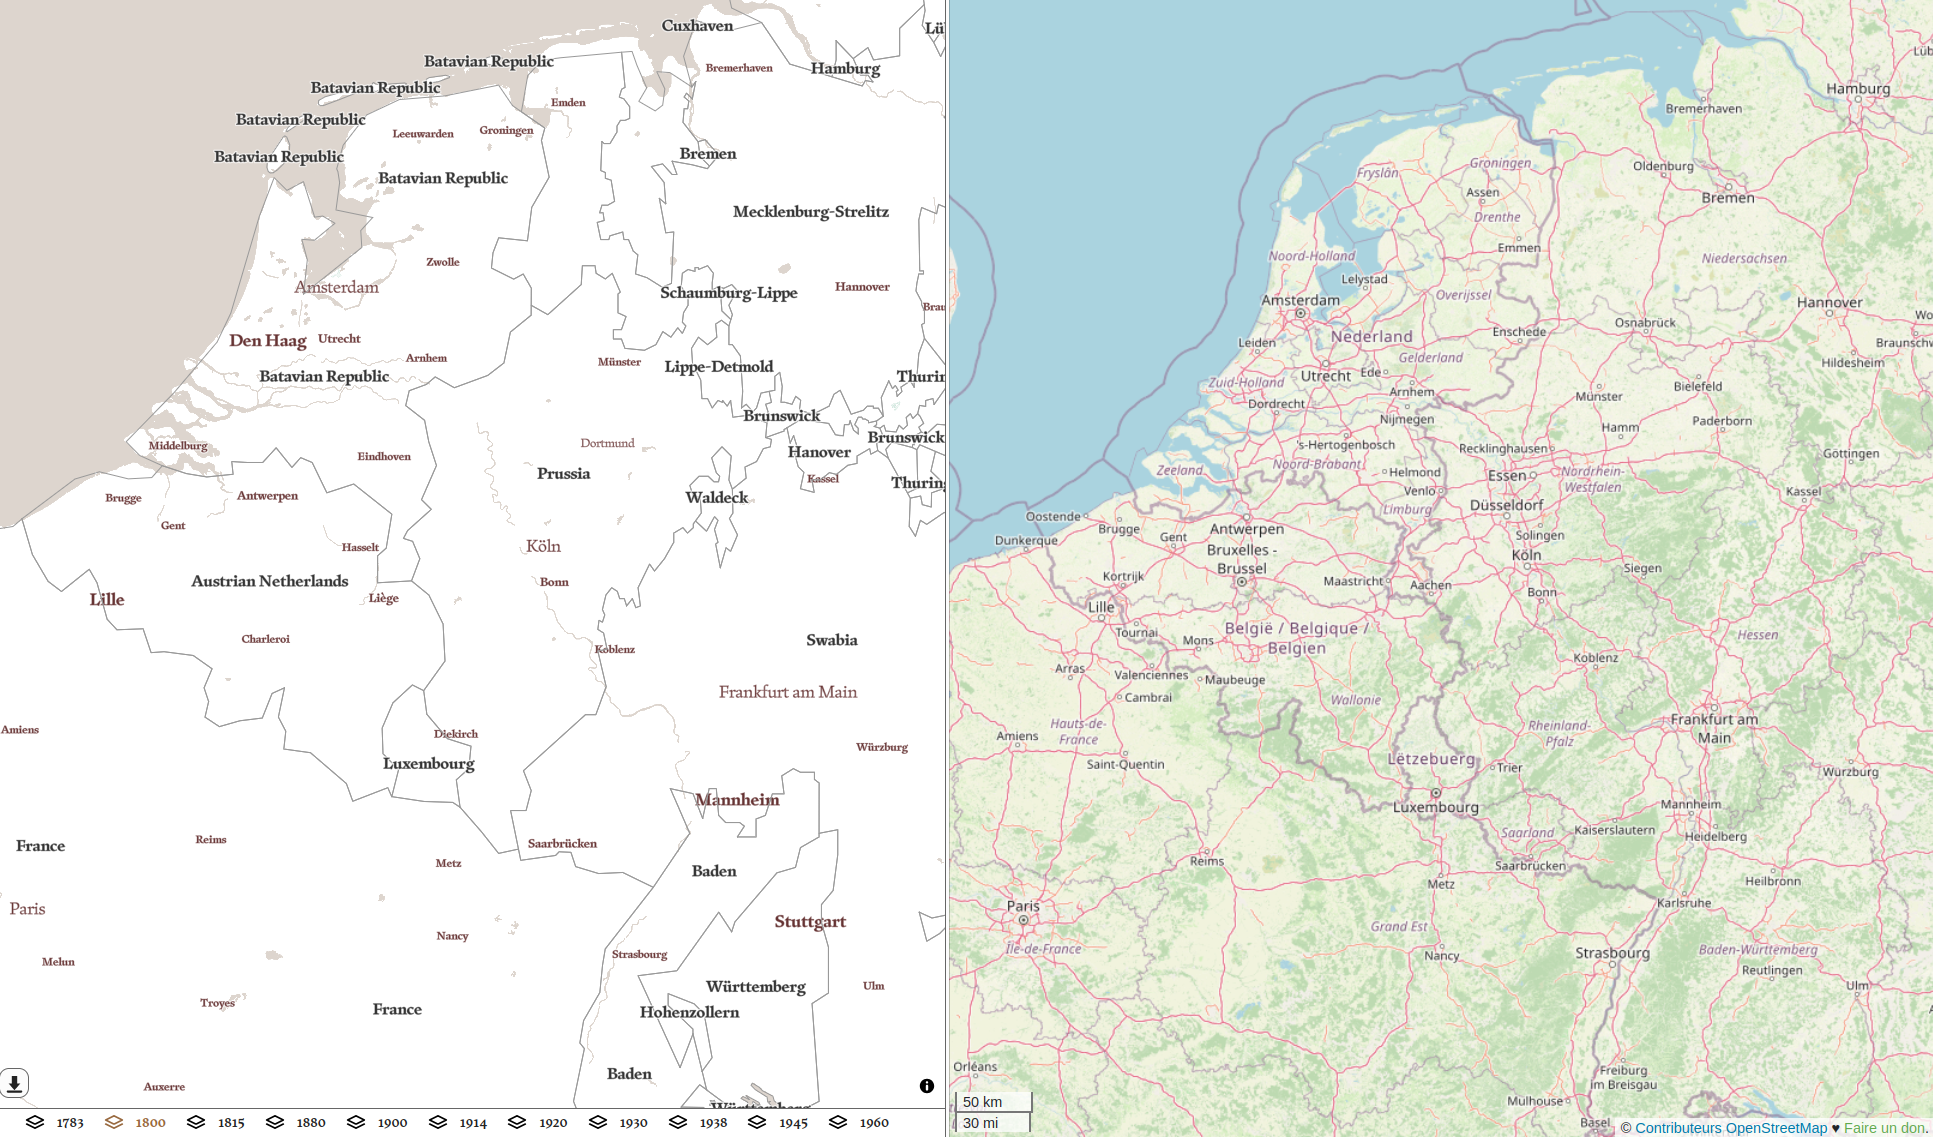 Cuxhaven
Lü
Batavian Republic
Bremerhaven
Hamburg
Batavian Republic
Emden
Batavian Republic
Leeuwarden
Groningen
Batavian Republic
Bremen
Batavian Republic
Mecklenburg-Strelitz
Zwolle
Amsterdam
Schaumburg-Lippe
Hannover
Brau
Den Haag
Utrecht
Arnhem
Münster
Lippe-Detmold
Batavian Republic
Thurin
Brunswick
Middelburg
Dortmund
Brunswick
Eindhoven
Hanover
Prussia
Kassel
Thuring
Brugge
Antwerpen
Waldeck
Gent
Hasselt
Köln
Austrian Netherlands
Bonn
Lille
Liège
Charleroi
Koblenz
Swabia
Frankfurt am Main
Amiens
Diekirch
Würzburg
Luxembourg
Mannheim
France
Reims
Saarbrücken
Metz
Baden
Paris
Stuttgart
Nancy
Melun
Strasbourg
Württemberg
Ulm
Troyes
France
Hohenzollern
Baden
Auxerre
Württemberg
1783
1800
1815
1880
1900
1914
1920
1930
1938
1945
1960
Lüb
Hamburg
Bremerhaven
Groningen
Fryslân
Oldenburg
Assen
Bremen
Drenthe
Emmen
Noord-Holland
Niedersachsen
Lelystad
Overijssel
Amsterdam
Hannover
Wo
Osnabrück
Enschede
Nederland
Leiden
Braunschw
Gelderland
Hildesheim
Utrecht
Ede
Zuid-Holland
Arnhem
Bielefeld
Dordrecht
Münster
Nijmegen
Paderborn
Hamm
's-Hertogenbosch
Recklinghausen
Göttingen
Zeeland
Noord-Brabant
Helmond
Essen
Nordrhein-
Westfalen
Venlo
Kassel
Limburg
Düsseldorf
Oostende
Brugge
Antwerpen
Gent
Solingen
Dunkerque
Bruxelles -
Brussel
Köln
Siegen
Kortrijk
Maastricht
Aachen
Bonn
Lille
Tournai
België / Belgique /
Belgien
Mons
Hessen
Arras
Koblenz
Valenciennes
Maubeuge
Cambrai
Wallonie
Hauts-de-
France
Rheinland-
Pfalz
Frankfurt am
Main
Amiens
Saint-Quentin
Lëtzebuerg
Trier
Würzburg
Luxembourg
Mannheim
Saarland
Kaiserslautern
Heidelberg
Reims
Saarbrücken
Metz
Heilbronn
Paris
Karlsruhe
Grand Est
Île-de-France
Nancy
Strasbourg
Baden-Württemberg
Reutlingen
Ulm
Orléans
Freiburg
im Breisgau
Mulhouse
Basel
50 km
30 mi
© Contributeurs OpenStreetMap ♥ Faire un don.